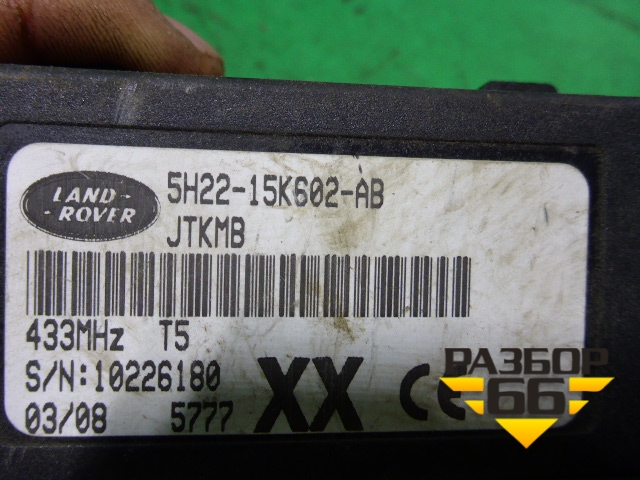 LAND-
-ROVER
5H22-15K602-AB
JTKMB
433MHz T5
S/N:10226180
03/08 5777
XX CE
РАЗБОР
66